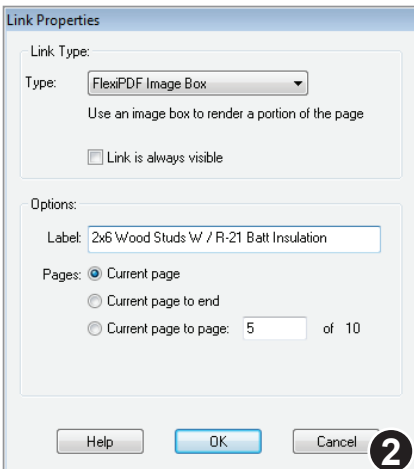 Link Properties
Link Type:
Type: FlexiPDF Image Box
Use an image box to render a portion of the page
Link is always visible
Options:
Label: 2x6 Wood Studs W / R-21 Batt Insulation
Pages: Current page
Current page to end
Current page to page: 5 of 10
Help OK Cancel
2